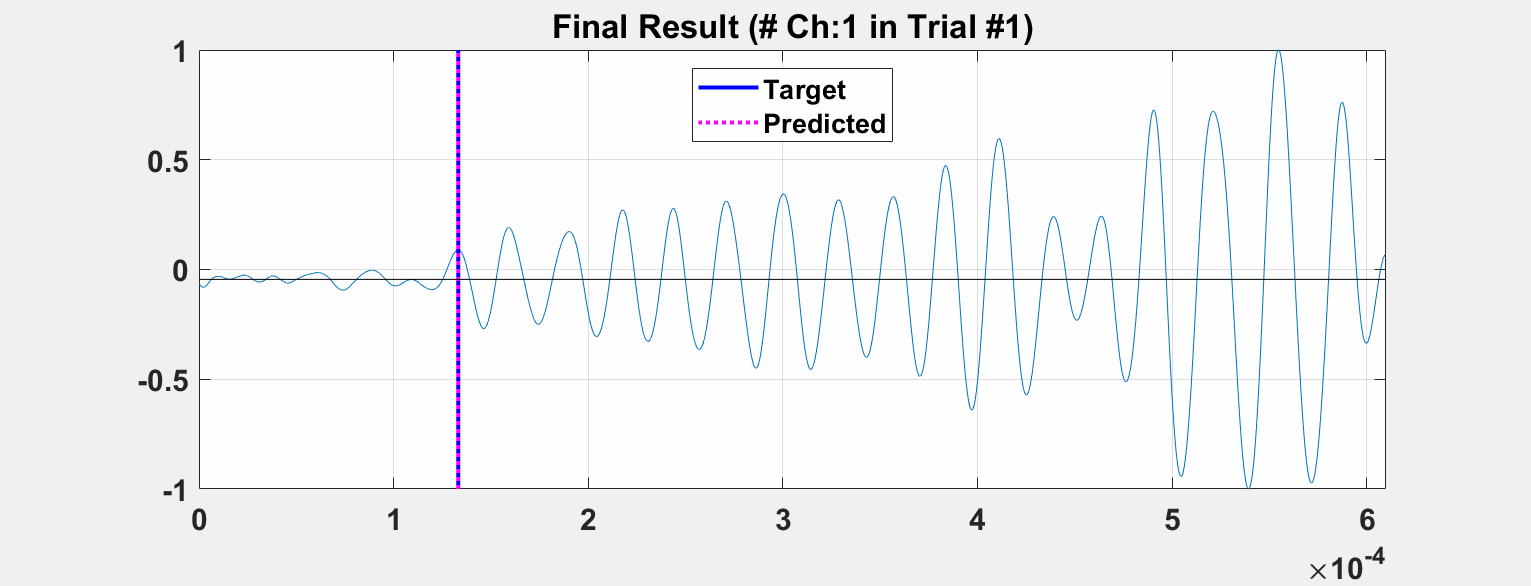 Final Result (# Ch:1 in Trial #1)
1
Target
Predicted
0.5
0
-0.5
-1
0 1 2 3 4 5 6
×10⁻⁴